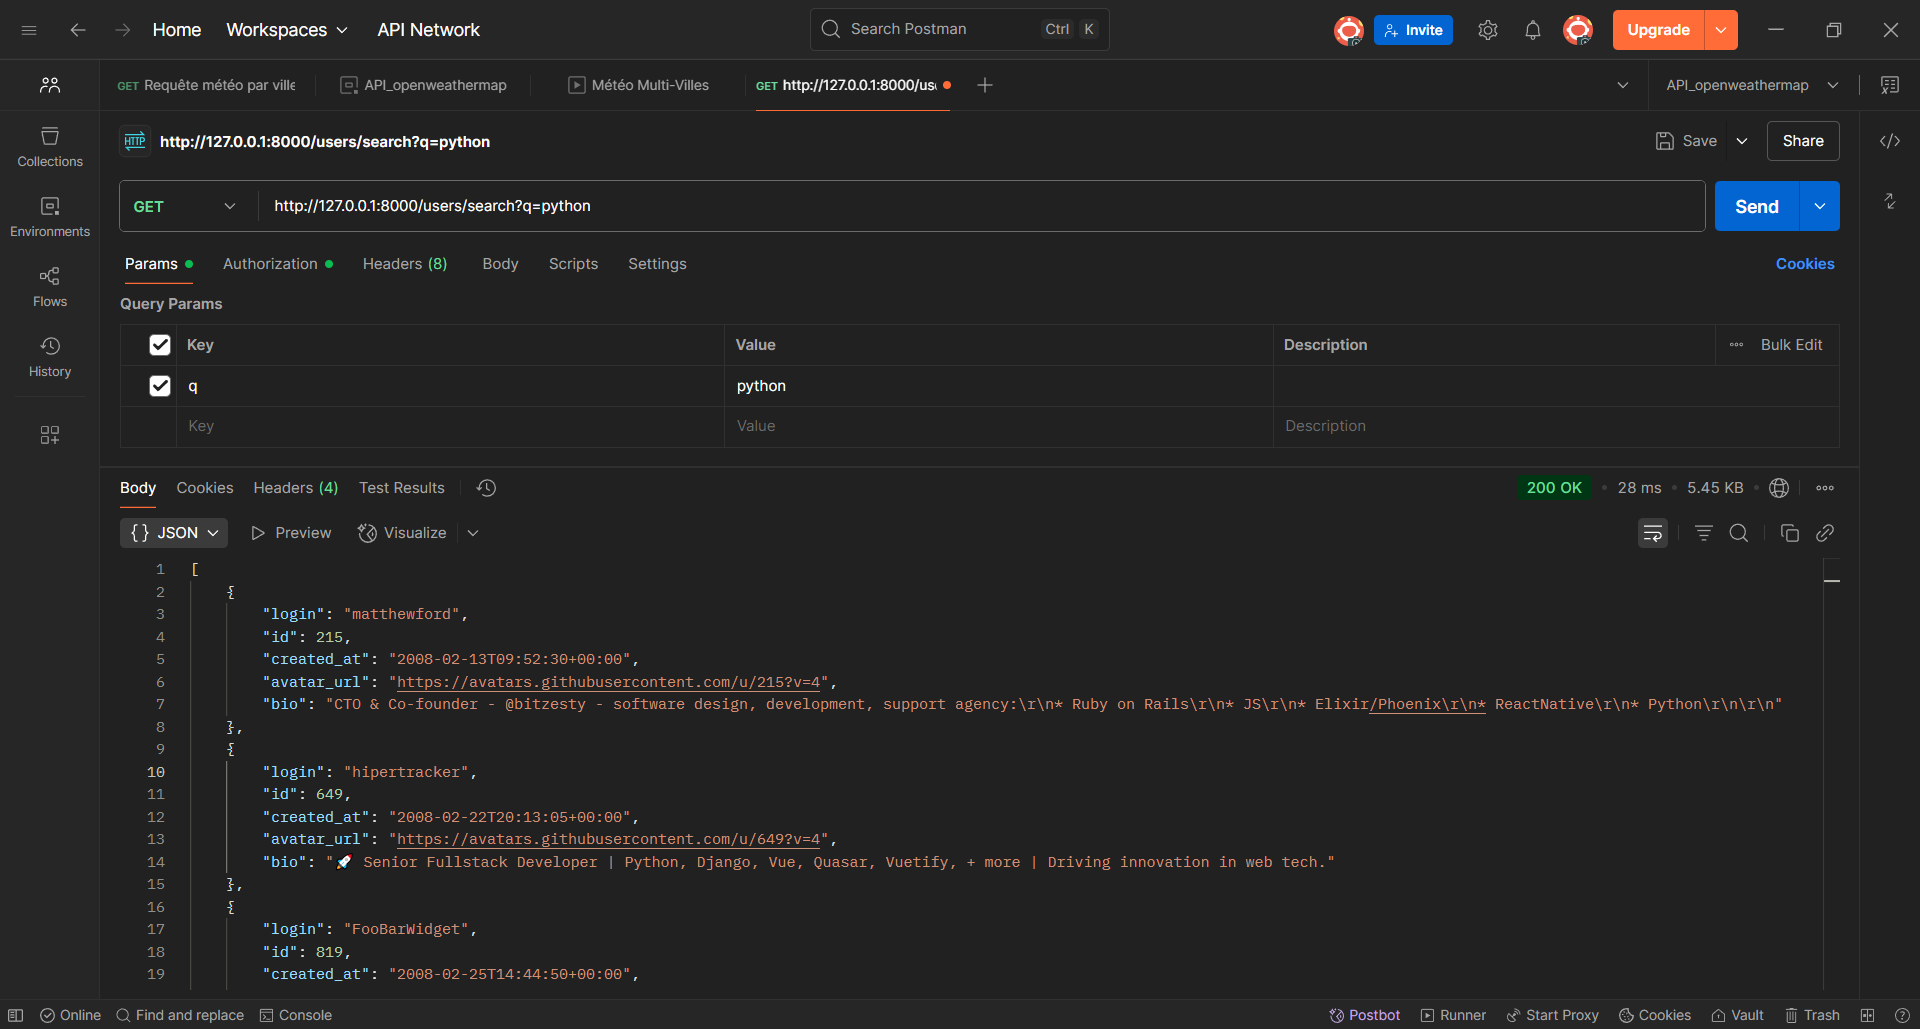 Home Workspaces API Network Search Postman Ctrl K Invite Upgrade
GET Requête météo par ville API_openweathermap Météo Multi-Villes GET http://127.0.0.1:8000/us API_openweathermap
HTTP http://127.0.0.1:8000/users/search?q=python Save Share
Collections
Environments
Flows
History
GET http://127.0.0.1:8000/users/search?q=python Send
Params Authorization Headers (8) Body Scripts Settings Cookies
Query Params
Key Value Description Bulk Edit
q python
Key Value Description
Body Cookies Headers (4) Test Results 200 OK 28 ms 5.45 KB
{} JSON Preview Visualize
1 [
2 {
3 "login": "matthewford",
4 "id": 215,
5 "created_at": "2008-02-13T09:52:30+00:00",
6 "avatar_url": "https://avatars.githubusercontent.com/u/215?v=4",
7 "bio": "CTO & Co-founder - @bitzesty - software design, development, support agency:\r\n* Ruby on Rails\r\n* JS\r\n* Elixir/Phoenix\r\n* ReactNative\r\n* Python\r\n\r\n"
8 },
9 {
10 "login": "hipertracker",
11 "id": 649,
12 "created_at": "2008-02-22T20:13:05+00:00",
13 "avatar_url": "https://avatars.githubusercontent.com/u/649?v=4",
14 "bio": "🚀 Senior Fullstack Developer | Python, Django, Vue, Quasar, Vuetify, + more | Driving innovation in web tech."
15 },
16 {
17 "login": "FooBarWidget",
18 "id": 819,
19 "created_at": "2008-02-25T14:44:50+00:00",
Online Find and replace Console Postbot Runner Start Proxy Cookies Vault Trash